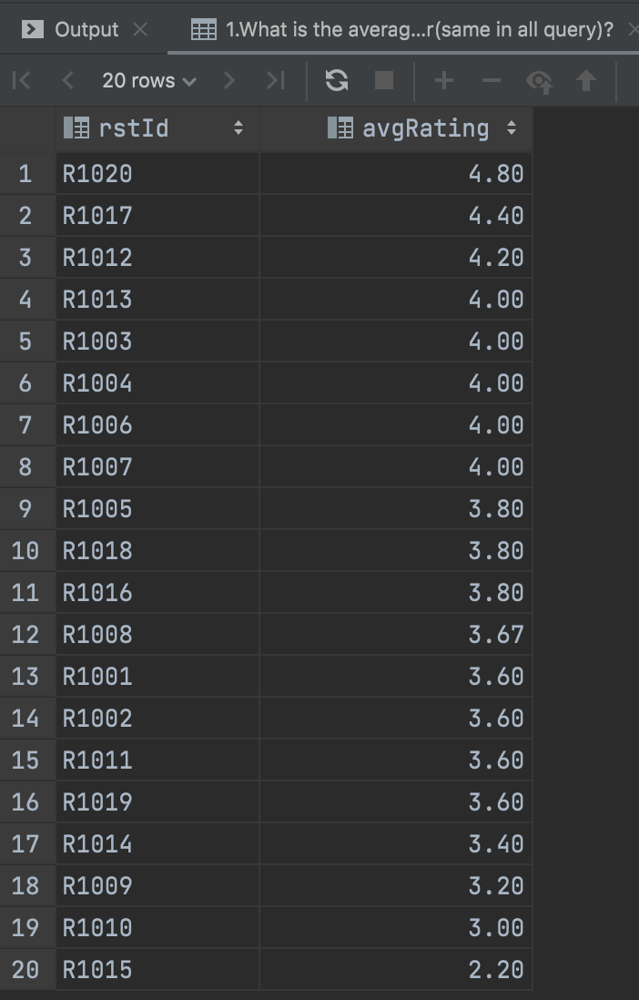 Output 1.What is the averag...r(same in all query)?
20 rows
rstId avgRating
1 R1020 4.80
2 R1017 4.40
3 R1012 4.20
4 R1013 4.00
5 R1003 4.00
6 R1004 4.00
7 R1006 4.00
8 R1007 4.00
9 R1005 3.80
10 R1018 3.80
11 R1016 3.80
12 R1008 3.67
13 R1001 3.60
14 R1002 3.60
15 R1011 3.60
16 R1019 3.60
17 R1014 3.40
18 R1009 3.20
19 R1010 3.00
20 R1015 2.20